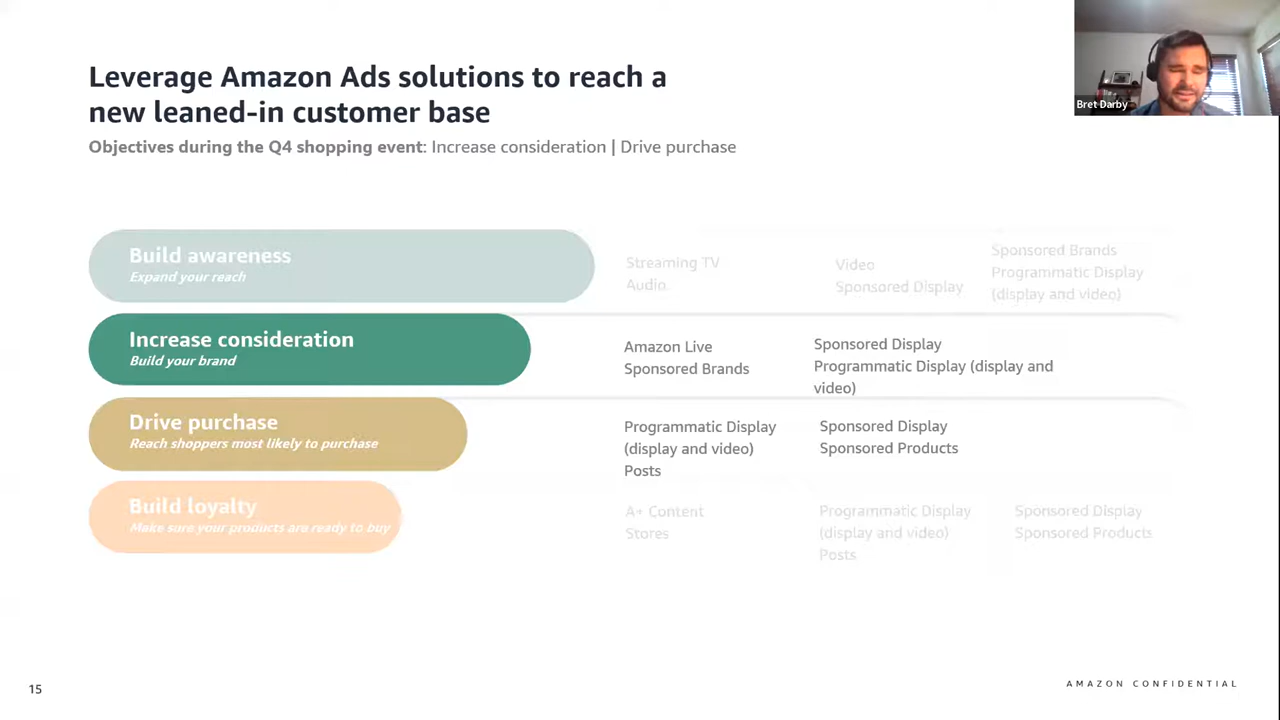 Leverage Amazon Ads solutions to reach a
new leaned-in customer base
Objectives during the Q4 shopping event: Increase consideration | Drive purchase
Bret Darby
Build awareness
Expand your reach
Streaming TV
Audio
Video
Sponsored Display
Sponsored Brands
Programmatic Display
(display and video)
Increase consideration
Build your brand
Amazon Live
Sponsored Brands
Sponsored Display
Programmatic Display (display and
video)
Drive purchase
Reach shoppers most likely to purchase
Programmatic Display
(display and video)
Posts
Sponsored Display
Sponsored Products
Build loyalty
Make sure your products are ready to buy
A+ Content
Stores
Programmatic Display
(display and video)
Posts
Sponsored Display
Sponsored Products
15
AMAZON CONFIDENTIAL